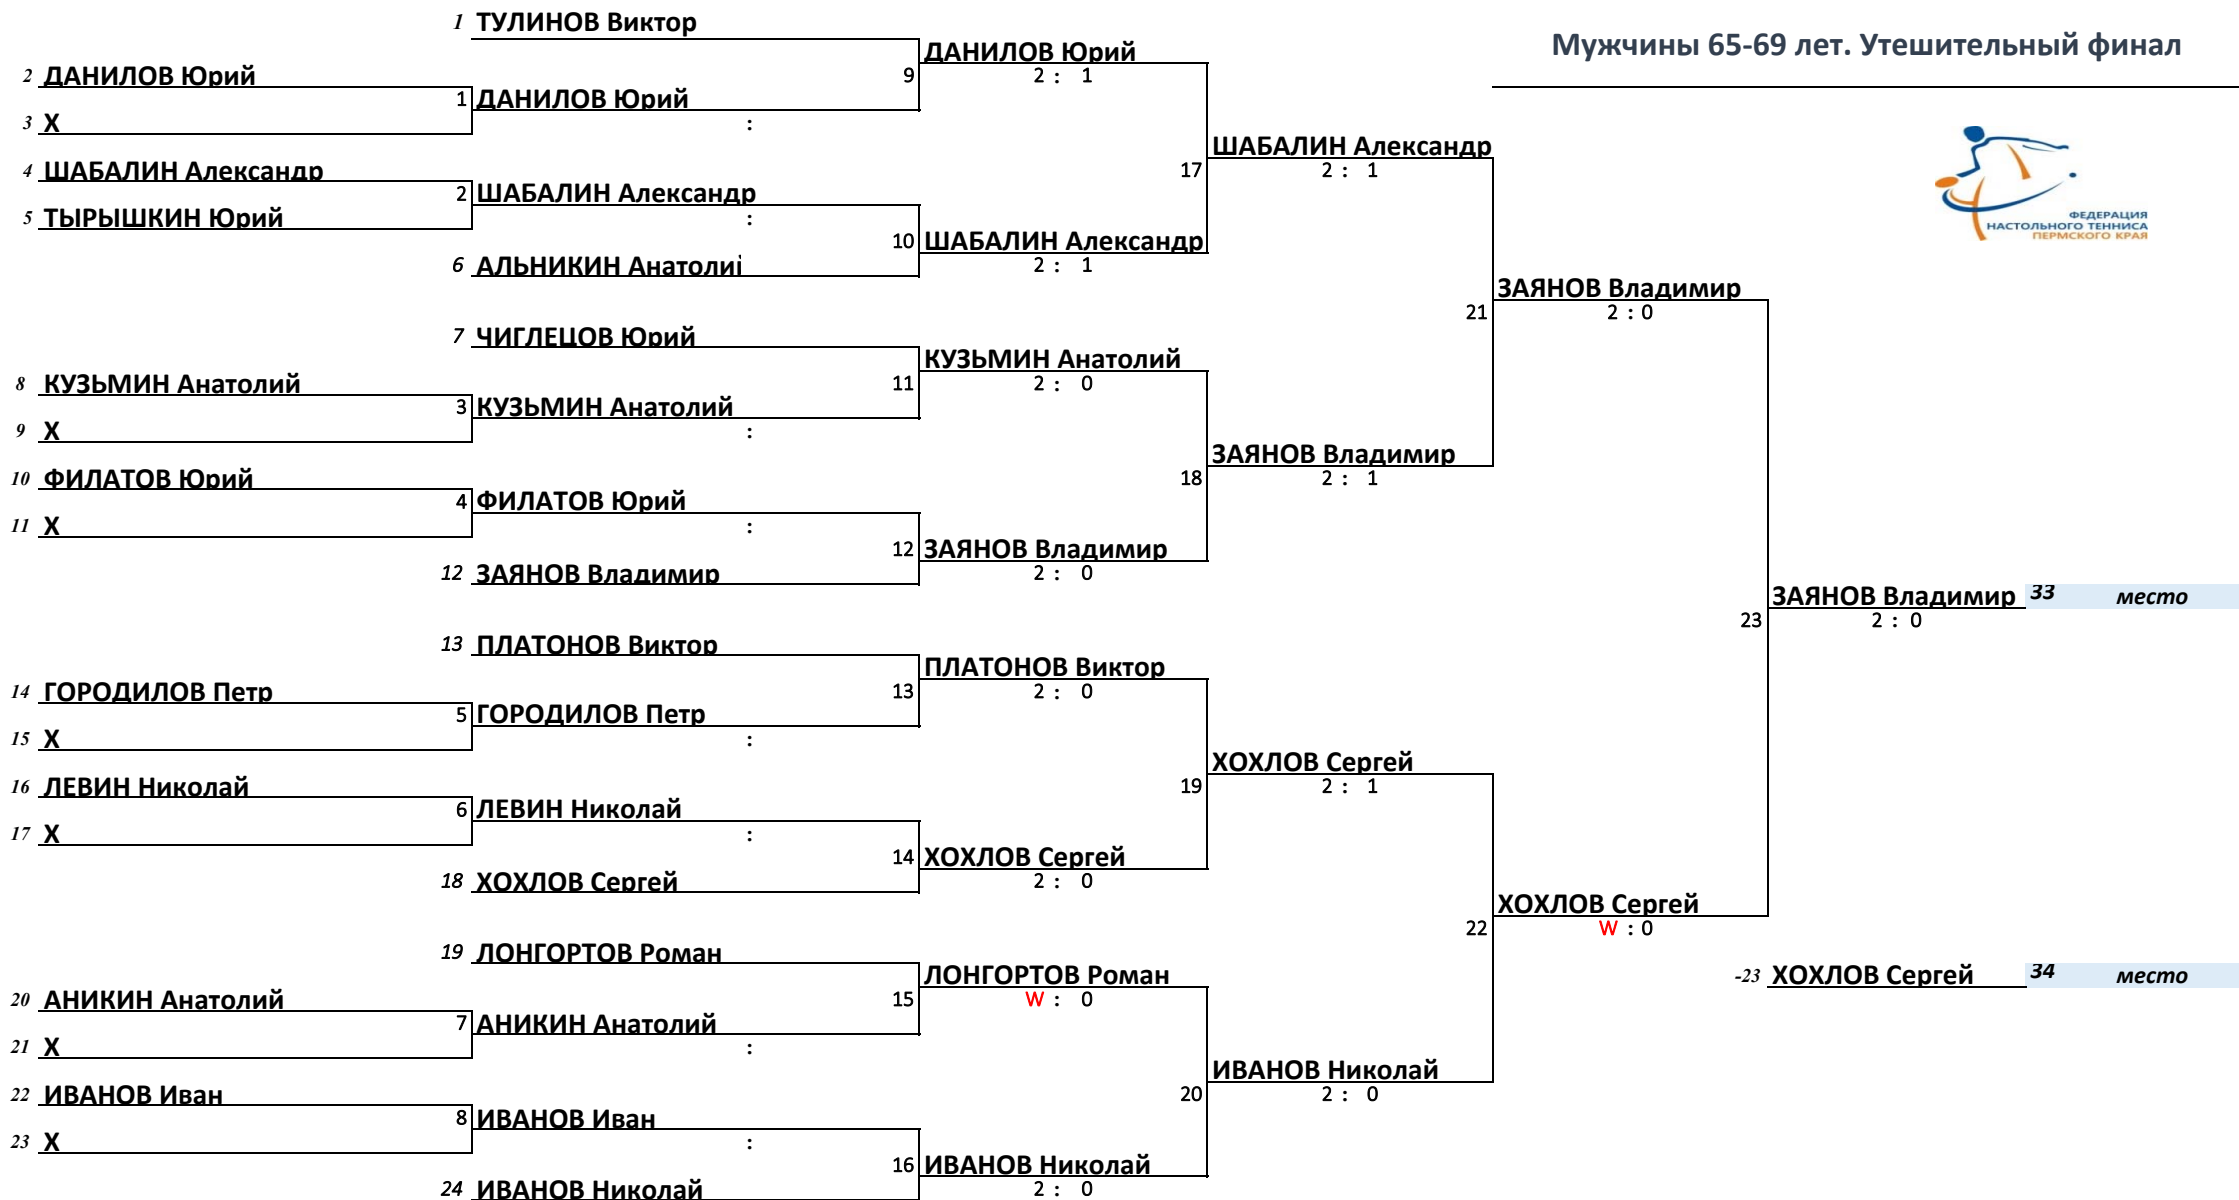 1 ТУЛИНОВ Виктор
Мужчины 65-69 лет. Утешительный финал
ДАНИЛОВ Юрий
2 ДАНИЛОВ Юрий
9
2 : 1
1 ДАНИЛОВ Юрий
3 X
:
ШАБАЛИН Александр
4 ШАБАЛИН Александр
17
2 : 1
2 ШАБАЛИН Александр
5 ТЫРЫШКИН Юрий
:
ФЕДЕРАЦИЯ
НАСТОЛЬНОГО ТЕННИСА
ПЕРМСКОГО КРАЯ
10 ШАБАЛИН Александр
6 АЛЬНИКИН Анатолий
2 : 1
ЗАЯНОВ Владимир
21
2 : 0
7 ЧИГЛЕЦОВ Юрий
КУЗЬМИН Анатолий
8 КУЗЬМИН Анатолий
11
2 : 0
3 КУЗЬМИН Анатолий
9 X
:
ЗАЯНОВ Владимир
10 ФИЛАТОВ Юрий
18
2 : 1
4 ФИЛАТОВ Юрий
11 X
:
12 ЗАЯНОВ Владимир
12 ЗАЯНОВ Владимир
2 : 0
ЗАЯНОВ Владимир 33 место
23
2 : 0
13 ПЛАТОНОВ Виктор
ПЛАТОНОВ Виктор
14 ГОРОДИЛОВ Петр
13
2 : 0
5 ГОРОДИЛОВ Петр
15 X
:
ХОХЛОВ Сергей
16 ЛЕВИН Николай
19
2 : 1
6 ЛЕВИН Николай
17 X
:
14 ХОХЛОВ Сергей
18 ХОХЛОВ Сергей
2 : 0
ХОХЛОВ Сергей
22
W : 0
19 ЛОНГОРТОВ Роман
ЛОНГОРТОВ Роман
-23 ХОХЛОВ Сергей 34 место
20 АНИКИН Анатолий
15
W : 0
7 АНИКИН Анатолий
21 X
:
ИВАНОВ Николай
22 ИВАНОВ Иван
20
2 : 0
8 ИВАНОВ Иван
23 X
:
16 ИВАНОВ Николай
24 ИВАНОВ Николай
2 : 0